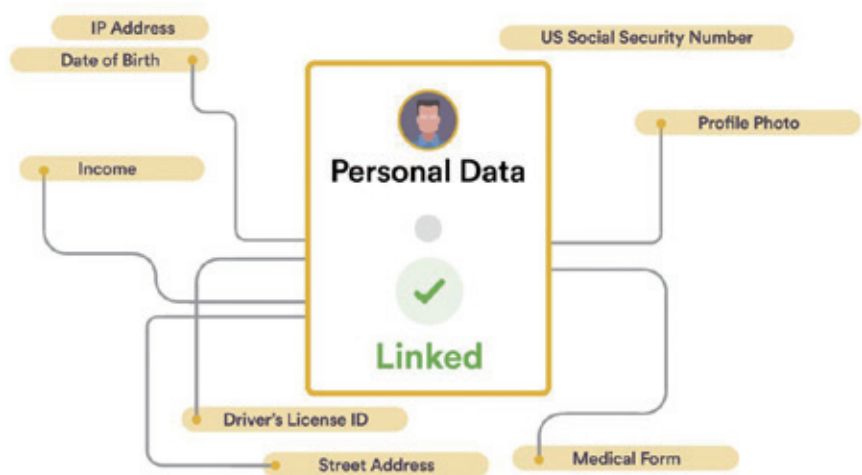 IP Address
US Social Security Number
Date of Birth
Profile Photo
Income
Personal Data
Linked
Driver's License ID
Street Address
Medical Form